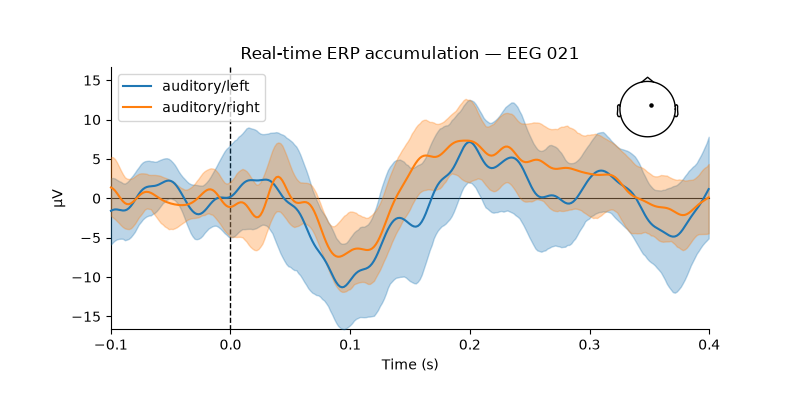 Real-time ERP accumulation — EEG 021
auditory/left
auditory/right
µV
15
10
5
0
−5
−10
−15
−0.1
0.0
0.1
0.2
0.3
0.4
Time (s)